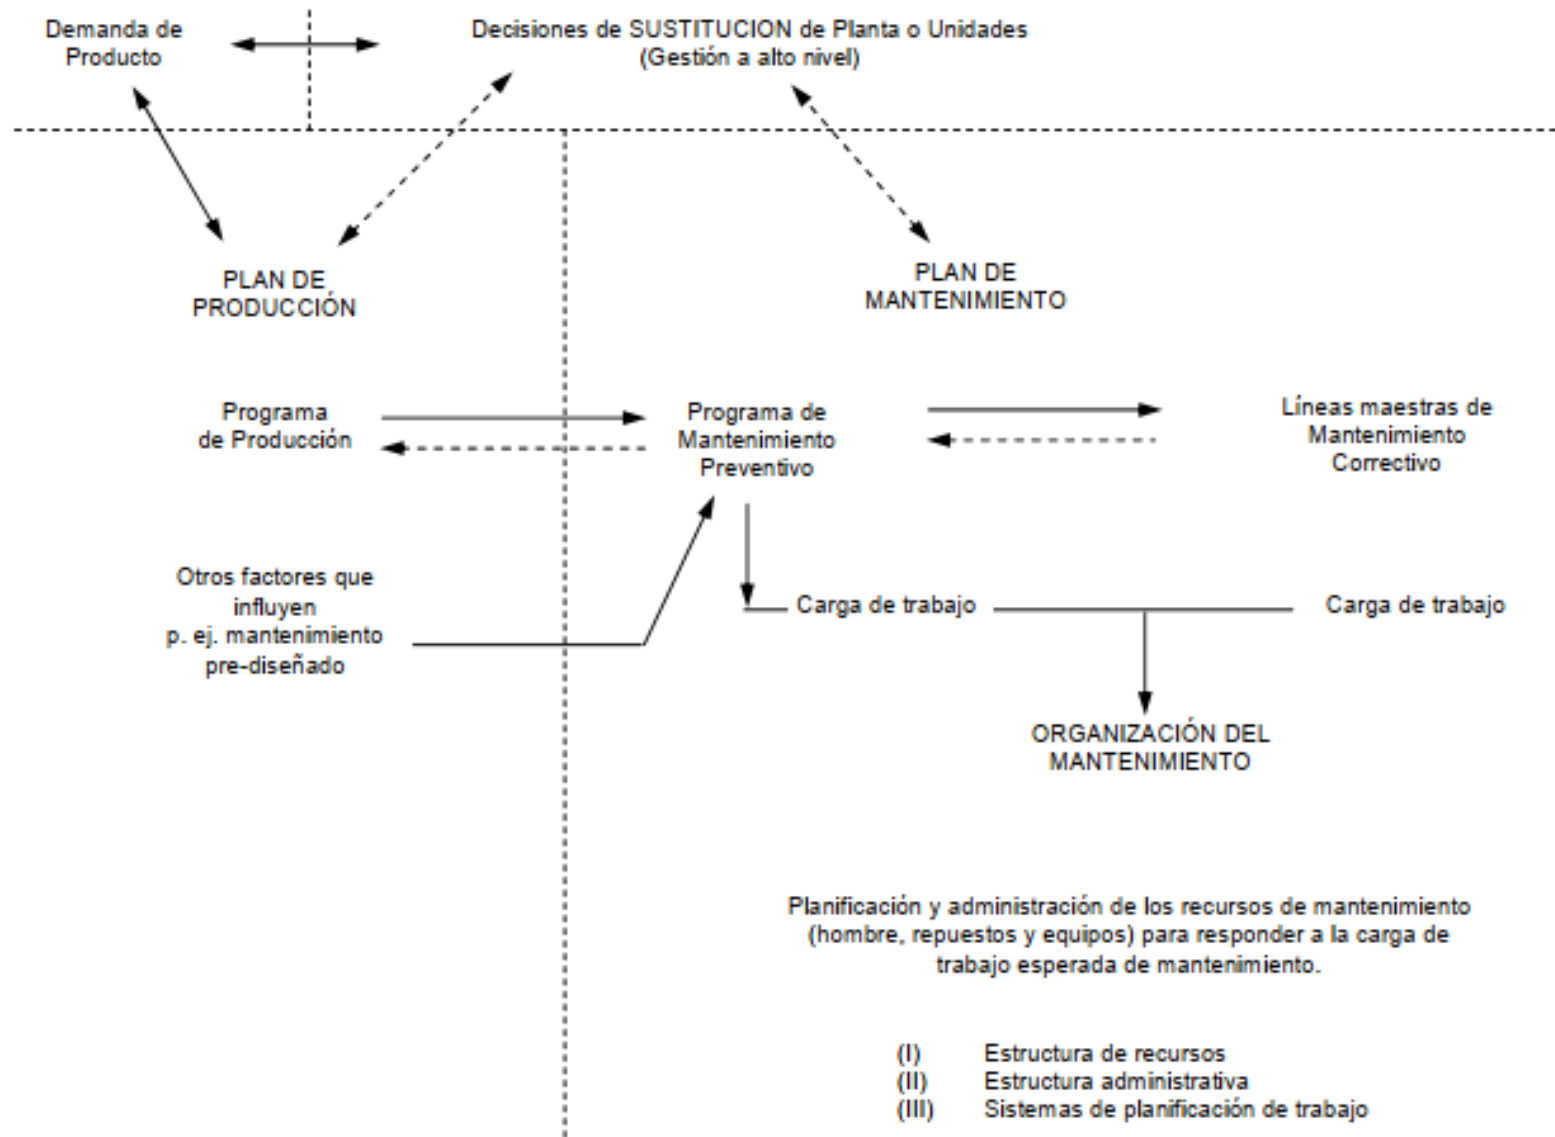 Demanda de
Producto
Decisiones de SUSTITUCION de Planta o Unidades
(Gestión a alto nivel)
PLAN DE
PRODUCCIÓN
PLAN DE
MANTENIMIENTO
Programa
de Producción
Programa de
Mantenimiento
Preventivo
Líneas maestras de
Mantenimiento
Correctivo
Otros factores que
influyen
p. ej. mantenimiento
pre-diseñado
Carga de trabajo
Carga de trabajo
ORGANIZACIÓN DEL
MANTENIMIENTO
Planificación y administración de los recursos de mantenimiento
(hombre, repuestos y equipos) para responder a la carga de
trabajo esperada de mantenimiento.
(I) Estructura de recursos
(II) Estructura administrativa
(III) Sistemas de planificación de trabajo